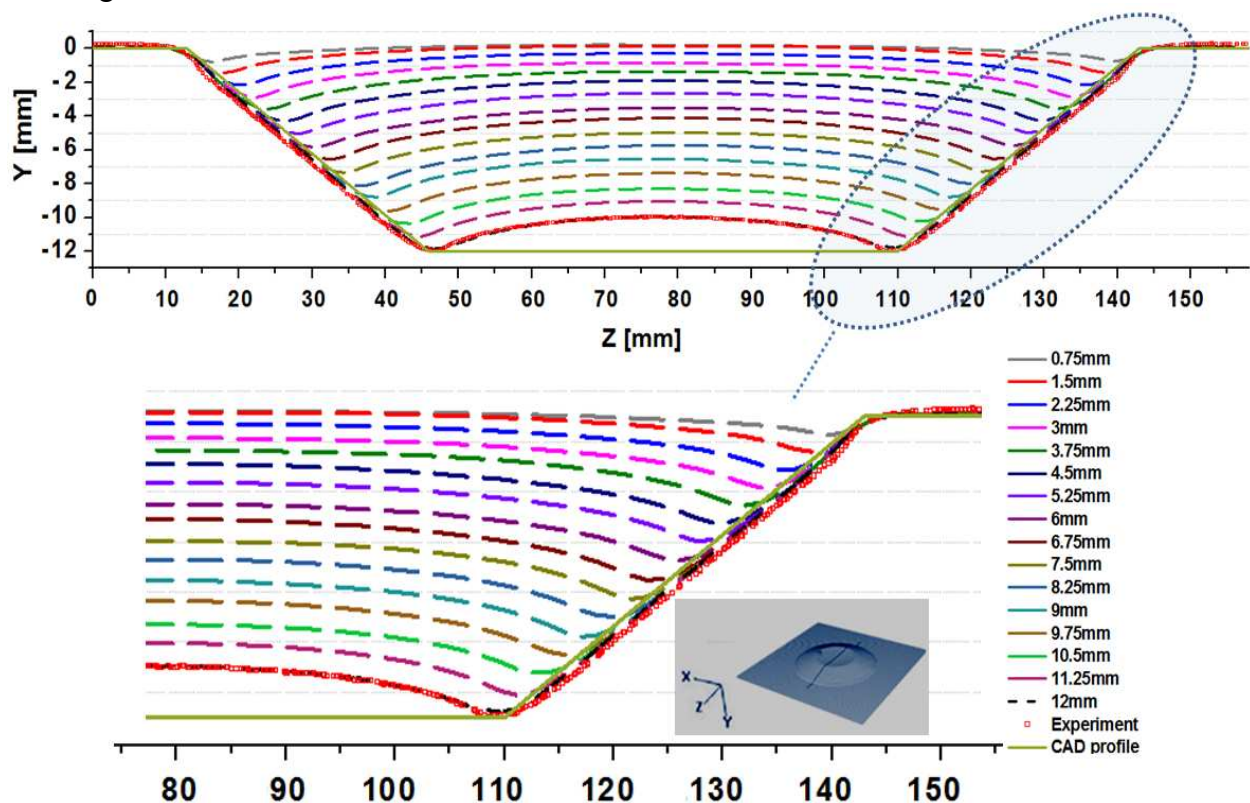 0
-2
-4
-6
-8
-10
-12
Y [mm]
0 10 20 30 40 50 60 70 80 90 100 110 120 130 140 150
Z [mm]
0.75mm
1.5mm
2.25mm
3mm
3.75mm
4.5mm
5.25mm
6mm
6.75mm
7.5mm
8.25mm
9mm
9.75mm
10.5mm
11.25mm
12mm
Experiment
CAD profile
X
Z
Y
80 90 100 110 120 130 140 150